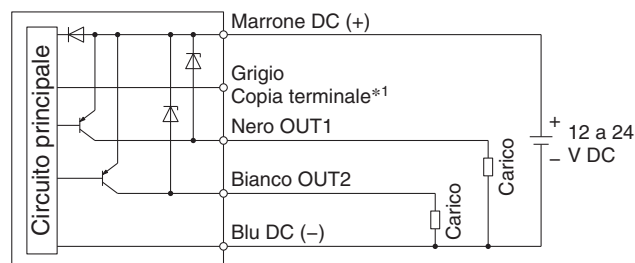 Marrone DC (+)
Circuito principale
Grigio
Copia terminale*1
Nero OUT1
+
12 a 24
− V DC
Carico
Bianco OUT2
Carico
Blu DC (−)